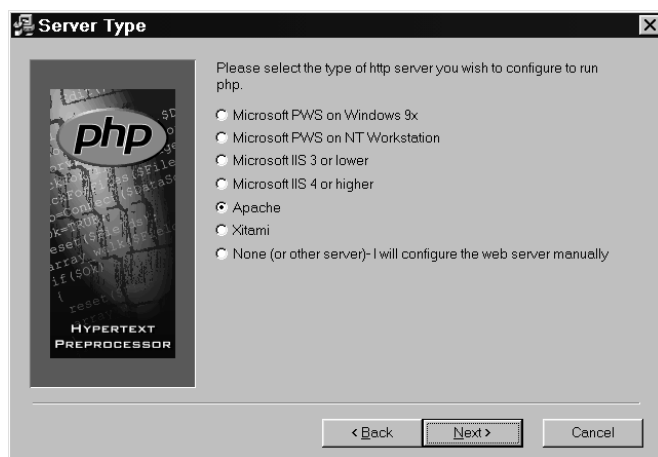 Server Type
Please select the type of http server you wish to configure to run
php.
Microsoft PWS on Windows 9x
Microsoft PWS on NT Workstation
Microsoft IIS 3 or lower
Microsoft IIS 4 or higher
Apache
Xitami
None (or other server)- I will configure the web server manually
php
HYPERTEXT
PREPROCESSOR
< Back
Next >
Cancel